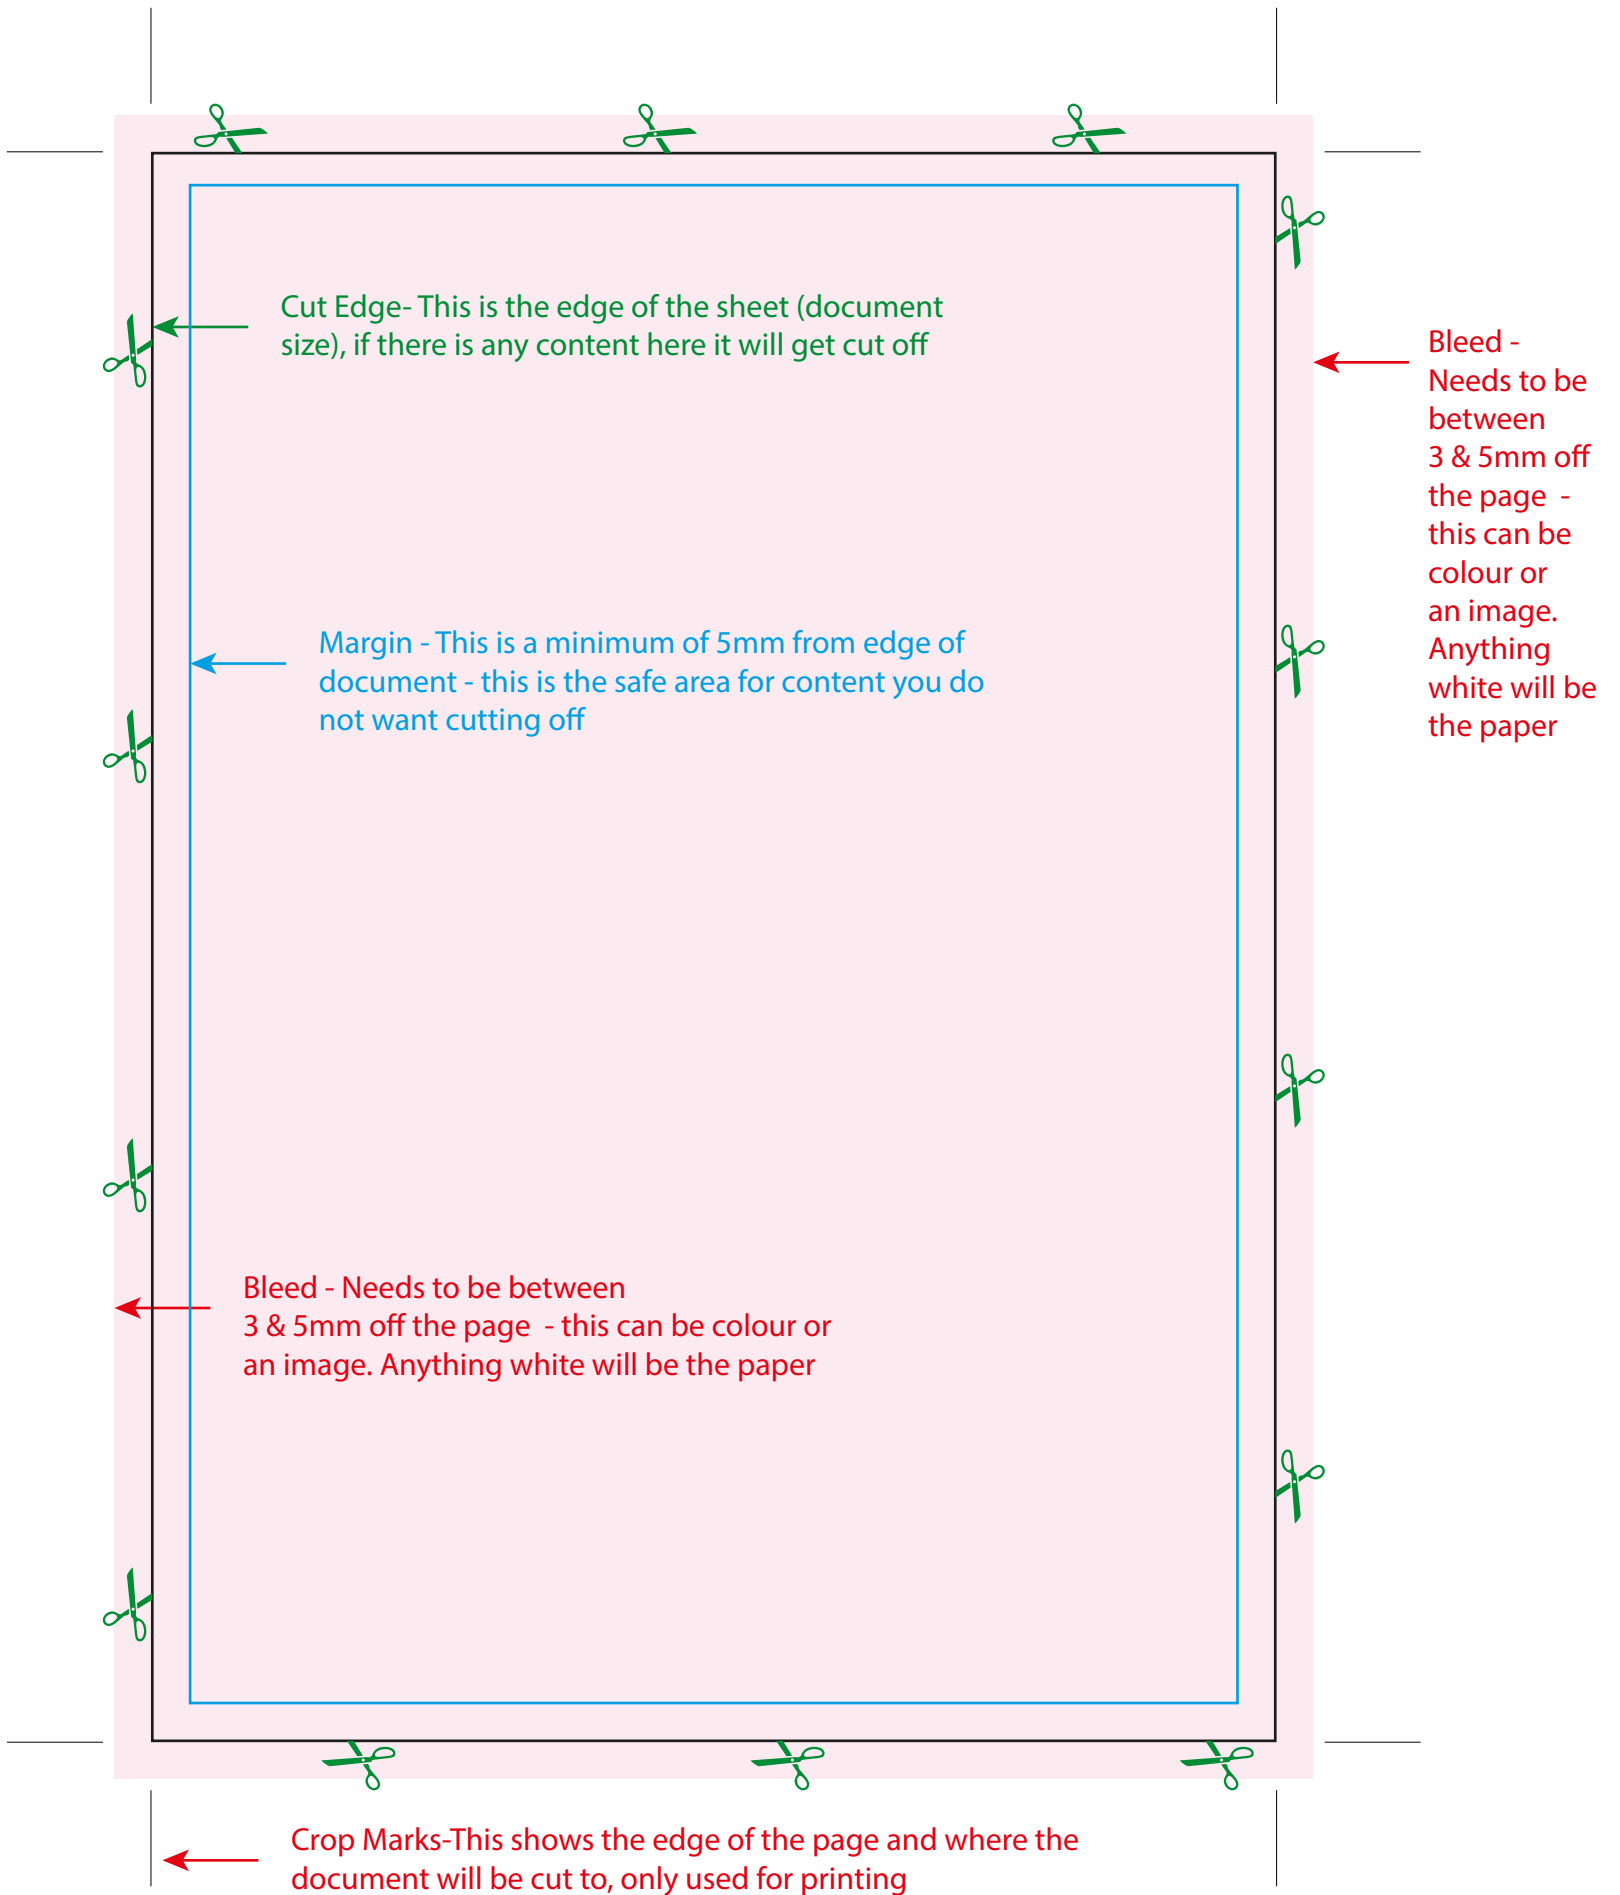 Cut Edge- This is the edge of the sheet (document
size), if there is any content here it will get cut off
Bleed -
Needs to be
between
3 & 5mm off
the page  -
this can be
colour or
an image.
Anything
white will be
the paper
Margin - This is a minimum of 5mm from edge of
document - this is the safe area for content you do
not want cutting off
Bleed - Needs to be between
3 & 5mm off the page  - this can be colour or
an image. Anything white will be the paper
Crop Marks-This shows the edge of the page and where the
document will be cut to, only used for printing